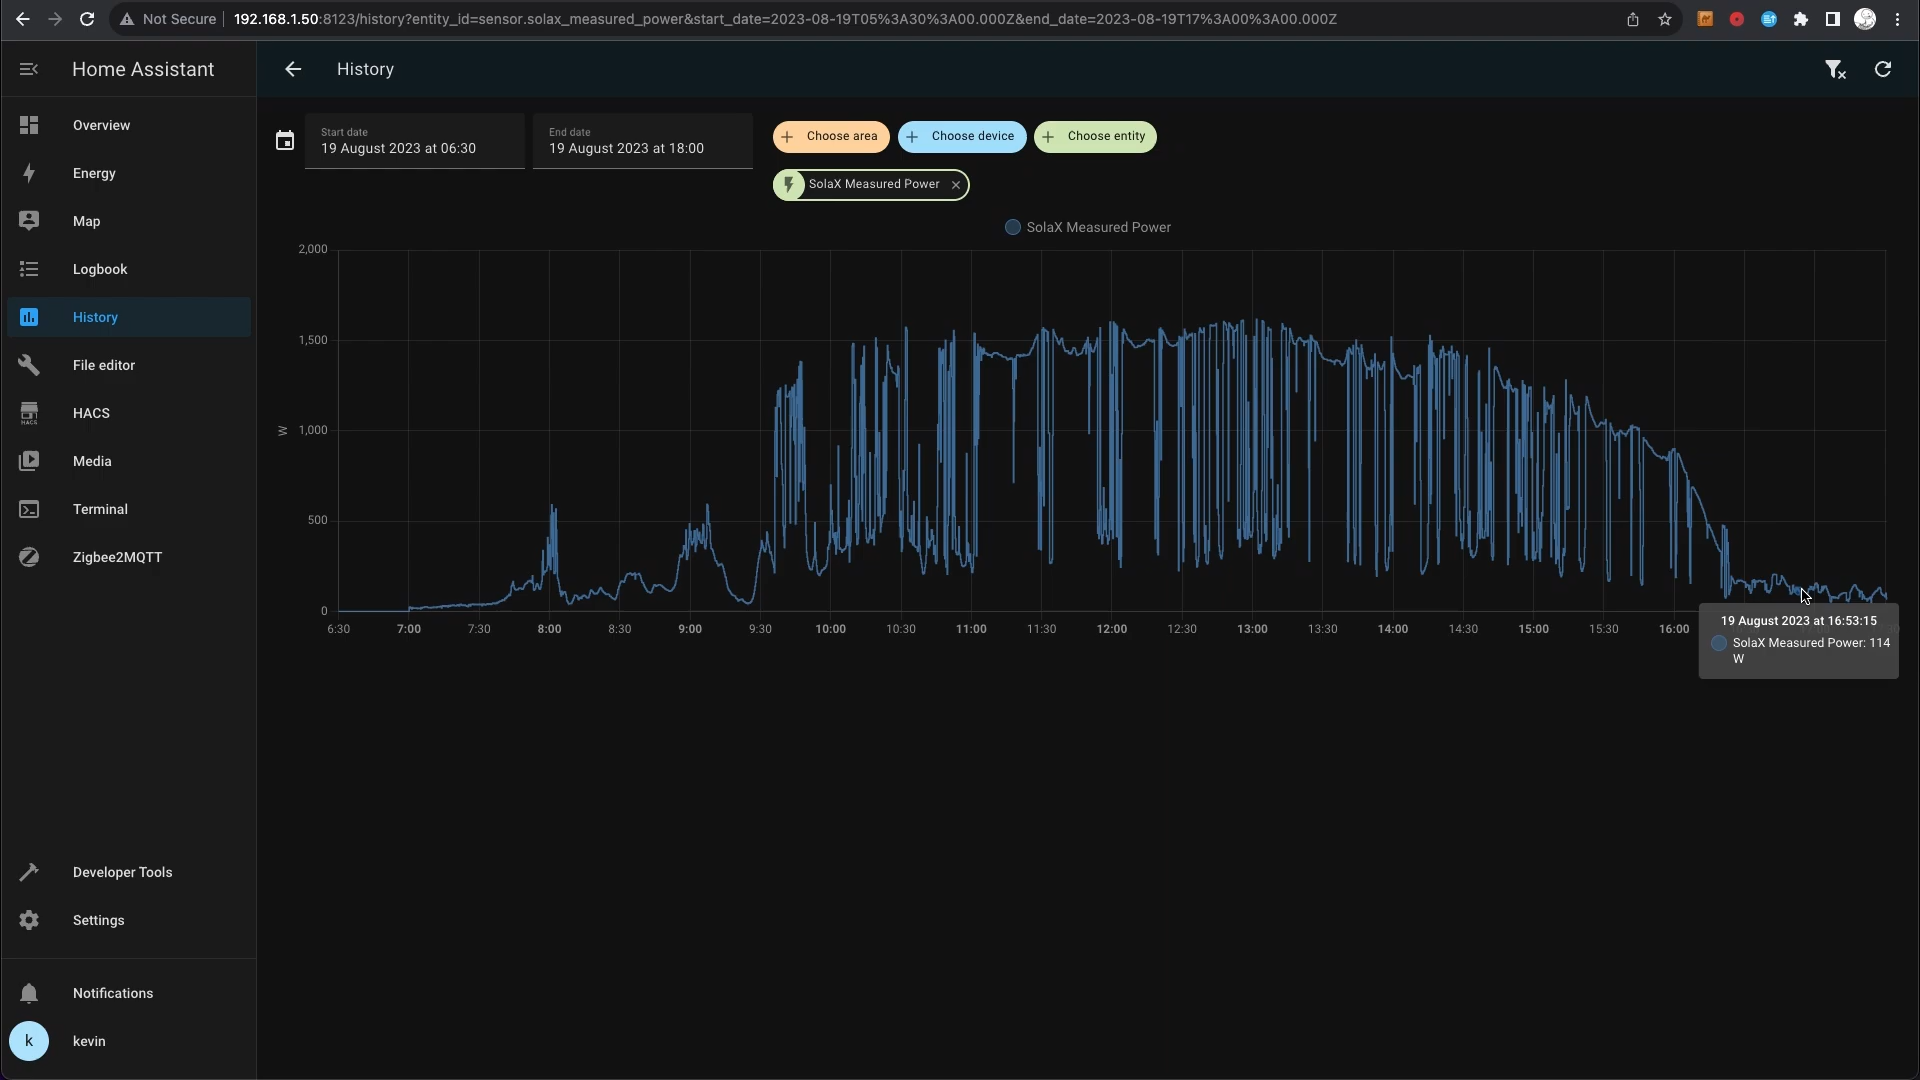 Not Secure
192.168.1.50:8123/history?entity_id=sensor.solax_measured_power&start_date=2023-08-19T05%3A30%3A00.000Z&end_date=2023-08-19T17%3A00%3A00.000Z
Home Assistant
History
Overview
Energy
Map
Logbook
History
File editor
HACS
HACS
Media
Terminal
Zigbee2MQTT
Developer Tools
Settings
Notifications
k
kevin
Start date
19 August 2023 at 06:30
End date
19 August 2023 at 18:00
Choose area
Choose device
Choose entity
SolaX Measured Power
SolaX Measured Power
2,000
1,500
1,000
500
0
W
6:30 7:00 7:30 8:00 8:30 9:00 9:30 10:00 10:30 11:00 11:30 12:00 12:30 13:00 13:30 14:00 14:30 15:00 15:30 16:00
19 August 2023 at 16:53:15
SolaX Measured Power: 114
W